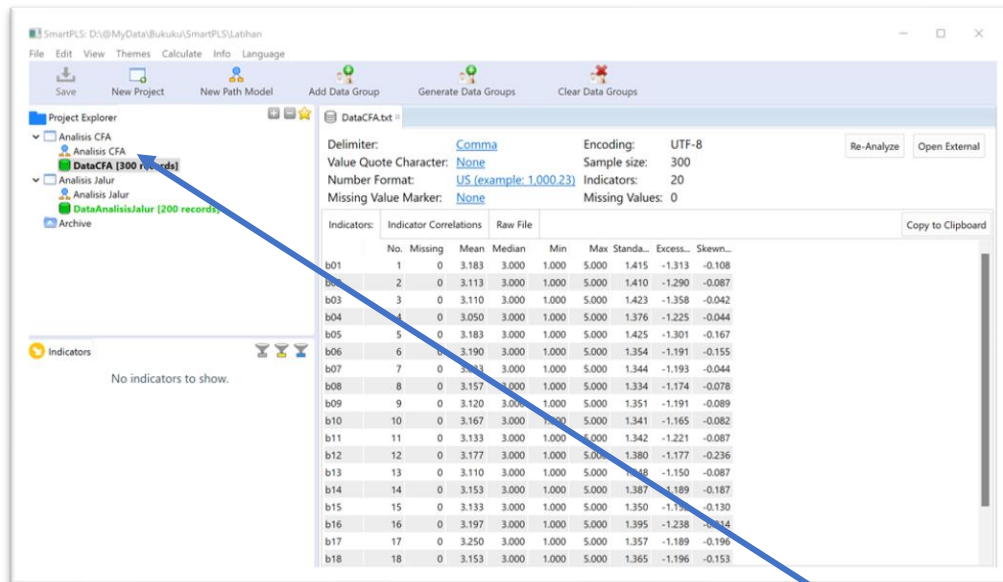 SmartPLS: D:\@MyData\Bukuku\SmartPLS\Latihan
File Edit View Themes Calculate Info Language
Save New Project New Path Model Add Data Group Generate Data Groups Clear Data Groups
Project Explorer
Analisis CFA
Analisis CFA
DataCFA [300 records]
Analisis Jalur
Analisis Jalur
DataAnalisisJalur [200 records]
Archive
Indicators
No indicators to show.
DataCFA.txt
Delimiter: Comma Encoding: UTF-8 Re-Analyze Open External
Value Quote Character: None Sample size: 300
Number Format: US (example: 1,000.23) Indicators: 20
Missing Value Marker: None Missing Values: 0
Indicators: Indicator Correlations Raw File Copy to Clipboard
No. Missing Mean Median Min Max Standa... Excess... Skewn...
b01 1 0 3.183 3.000 1.000 5.000 1.415 -1.313 -0.108
2 0 3.113 3.000 1.000 5.000 1.410 -1.290 -0.087
b03 3 0 3.110 3.000 1.000 5.000 1.423 -1.358 -0.042
b04 4 0 3.050 3.000 1.000 5.000 1.376 -1.225 -0.044
b05 5 0 3.183 3.000 1.000 5.000 1.425 -1.301 -0.167
b06 6 0 3.190 3.000 1.000 5.000 1.354 -1.191 -0.155
b07 7 0 3.000 1.000 5.000 1.344 -1.193 -0.044
b08 8 0 3.157 3.000 1.000 5.000 1.334 -1.174 -0.078
b09 9 0 3.120 3.000 1.000 5.000 1.351 -1.191 -0.089
b10 10 0 3.167 3.000 1.000 5.000 1.341 -1.165 -0.082
b11 11 0 3.133 3.000 1.000 5.000 1.342 -1.221 -0.087
b12 12 0 3.177 3.000 1.000 5.000 1.380 -1.177 -0.236
b13 13 0 3.110 3.000 1.000 5.000 -1.150 -0.087
b14 14 0 3.153 3.000 1.000 5.000 1.387 -1.189 -0.187
b15 15 0 3.133 3.000 1.000 5.000 1.350 -0.130
b16 16 0 3.197 3.000 1.000 5.000 1.395 -1.238
b17 17 0 3.250 3.000 1.000 5.000 1.357 -1.189 -0.196
b18 18 0 3.153 3.000 1.000 5.000 1.365 -1.196 -0.153